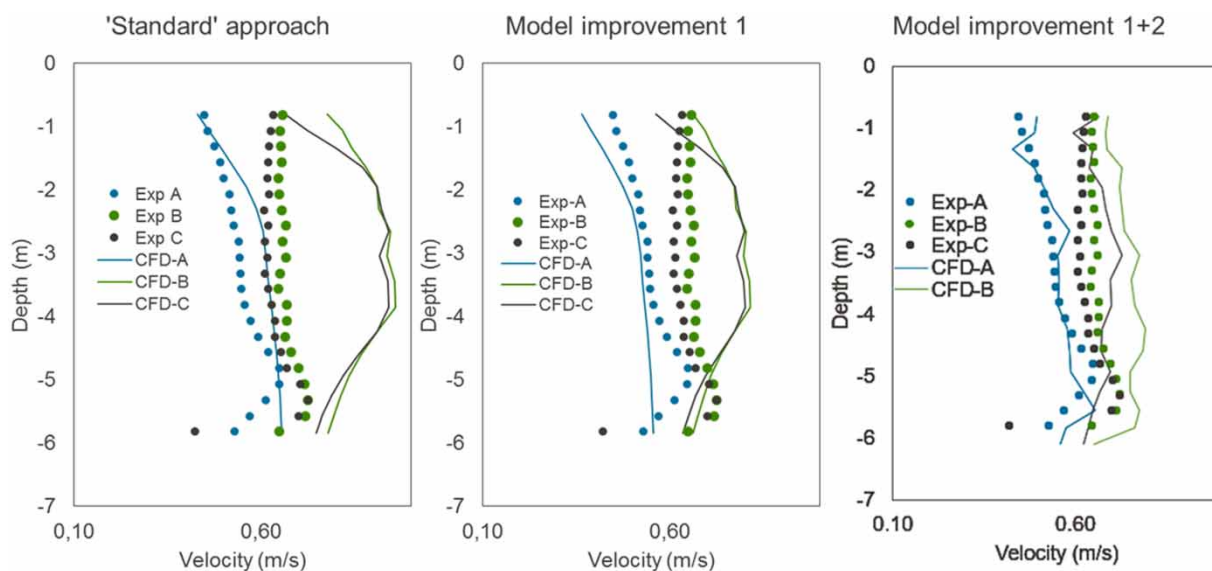 'Standard' approach
0
-1
-2
-3
-4
-5
-6
-7
Depth (m)
Exp A
Exp B
Exp C
CFD-A
CFD-B
CFD-C
0,10
0,60
Velocity (m/s)
Model improvement 1
0
-1
-2
-3
-4
-5
-6
-7
Depth (m)
Exp-A
Exp-B
Exp-C
CFD-A
CFD-B
CFD-C
0,10
0,60
Velocity (m/s)
Model improvement 1+2
0
-1
-2
-3
-4
-5
-6
-7
Depth (m)
Exp-A
Exp-B
Exp-C
CFD-A
CFD-B
0.10
0.60
Velocity (m/s)